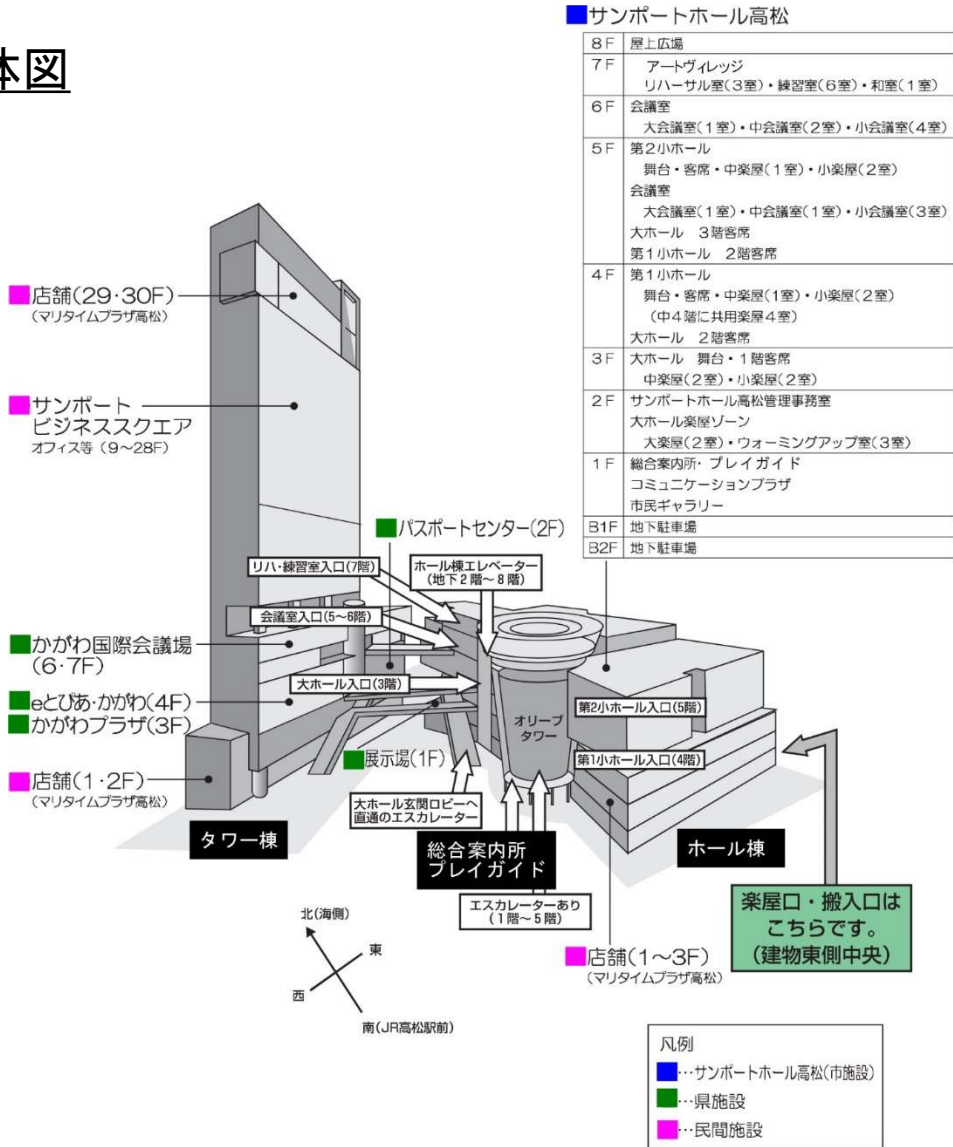 体図
■サンポートホール高松
8F 屋上広場
7F アートヴィレッジ
リハーサル室(3室)・練習室(6室)・和室(1室)
6F 会議室
大会議室(1室)・中会議室(2室)・小会議室(4室)
5F 第2小ホール
舞台・客席・中楽屋(1室)・小楽屋(2室)
会議室
大会議室(1室)・中会議室(1室)・小会議室(3室)
大ホール 3階客席
第1小ホール 2階客席
4F 第1小ホール
舞台・客席・中楽屋(1室)・小楽屋(2室)
(中4階に共用楽屋4室)
大ホール 2階客席
3F 大ホール 舞台・1階客席
中楽屋(2室)・小楽屋(2室)
2F サンポートホール高松管理事務室
大ホール楽屋ゾーン
大楽屋(2室)・ウォーミングアップ室(3室)
1F 総合案内所・プレイガイド
コミュニケーションプラザ
市民ギャラリー
B1F 地下駐車場
B2F 地下駐車場
■店舗(29・30F)
(マリタイムプラザ高松)
■サンポート
ビジネススクエア
オフィス等(9〜28F)
■パスポートセンター(2F)
リハ・練習室入口(7階)
ホール棟エレベーター
(地下2階〜8階)
会議室入口(5〜6階)
■かがわ国際会議場
(6・7F)
大ホール入口(3階)
■eとぴあ・かがわ(4F)
■かがわプラザ(3F)
オリーブ
タワー
第2小ホール入口(5階)
■展示場(1F)
第1小ホール入口(4階)
■店舗(1・2F)
(マリタイムプラザ高松)
大ホール玄関ロビーへ
直通のエスカレーター
タワー棟
総合案内所
プレイガイド
ホール棟
エスカレーターあり
(1階〜5階)
楽屋口・搬入口は
こちらです。
(建物東側中央)
■店舗(1〜3F)
(マリタイムプラザ高松)
北(海側)
東
西
南(JR高松駅前)
凡例
■…サンポートホール高松(市施設)
■…県施設
■…民間施設